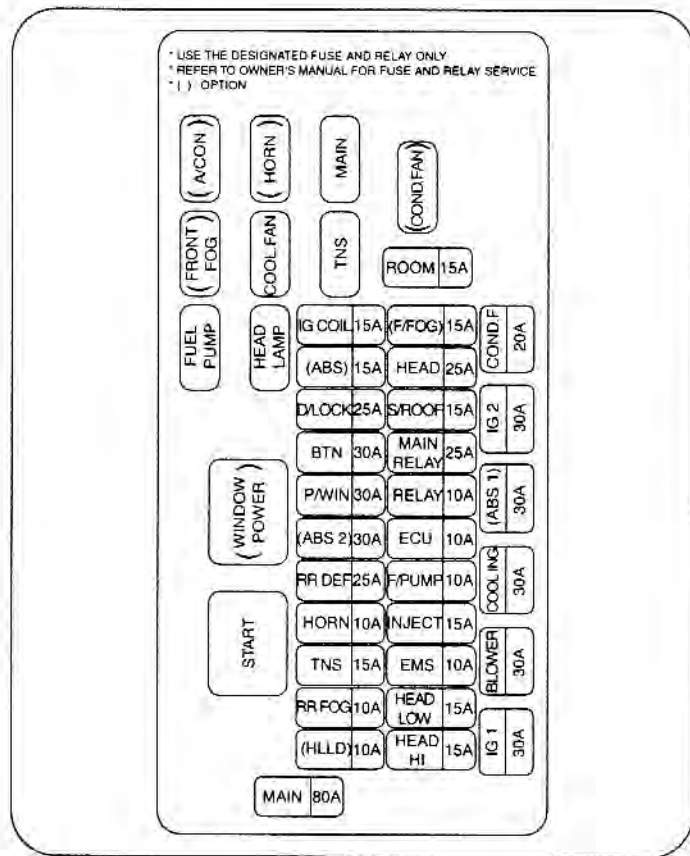 * USE THE DESIGNATED FUSE AND RELAY ONLY
* REFER TO OWNER'S MANUAL FOR FUSE AND RELAY SERVICE
* ( ) OPTION
(A/CON)
(HORN)
MAIN
(COND.FAN)
(FRONT FOG)
COOL FAN
TNS
ROOM 15A
FUEL PUMP
HEAD LAMP
IG COIL 15A
(F/FOG) 15A
COND.F 20A
(ABS) 15A
HEAD 25A
D/LOCK 25A
S/ROOF 15A
IG 2 30A
BTN 30A
MAIN RELAY 25A
(WINDOW POWER)
P/WIN 30A
RELAY 10A
(ABS 1) 30A
(ABS 2) 30A
ECU 10A
RR DEF 25A
F/PUMP 10A
COOLING 30A
START
HORN 10A
INJECT 15A
TNS 15A
EMS 10A
BLOWER 30A
RR FOG 10A
HEAD LOW 15A
(HLLD) 10A
HEAD HI 15A
IG 1 30A
MAIN 80A